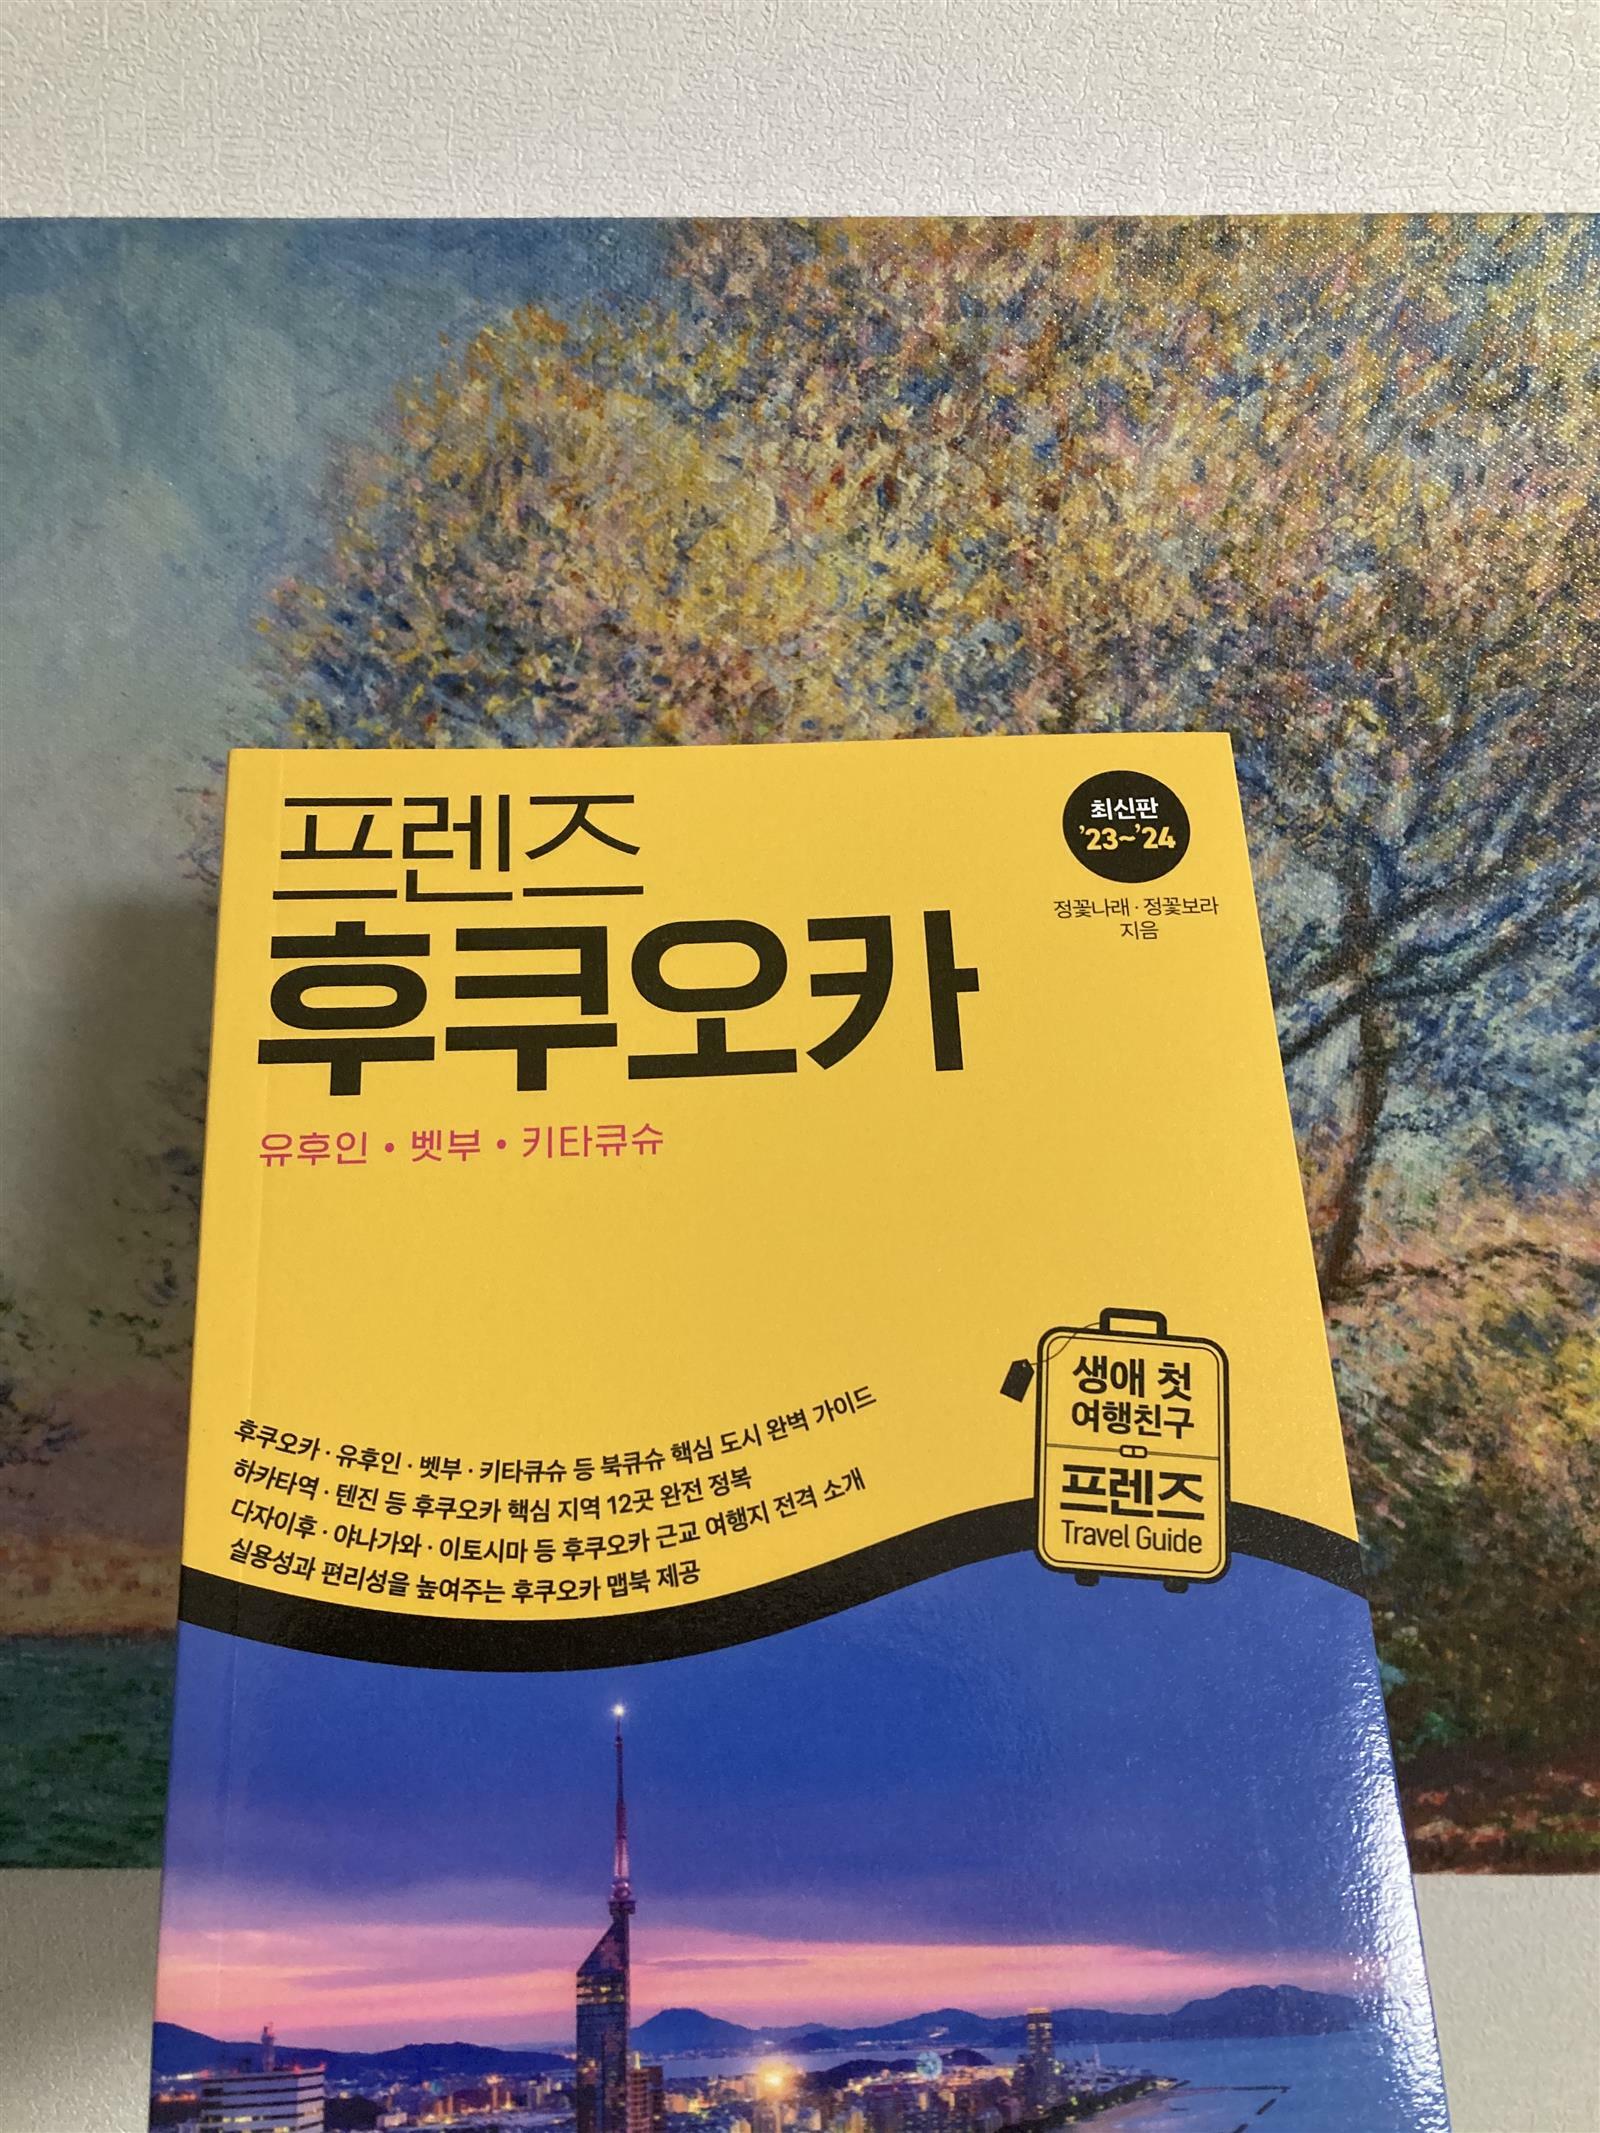 프렌즈
후쿠오카
유후인 • 벳부 • 키타큐슈
최신판
’23~’24
정꽃나래 · 정꽃보라
지음
생애 첫
여행친구
프렌즈
Travel Guide
후쿠오카 · 유후인 · 벳부 · 키타큐슈 등 북큐슈 핵심 도시 완벽 가이드
하카타역 · 텐진 등 후쿠오카 핵심 지역 12곳 완전 정복
다자이후 · 야나가와 · 이토시마 등 후쿠오카 근교 여행지 전격 소개
실용성과 편리성을 높여주는 후쿠오카 맵북 제공